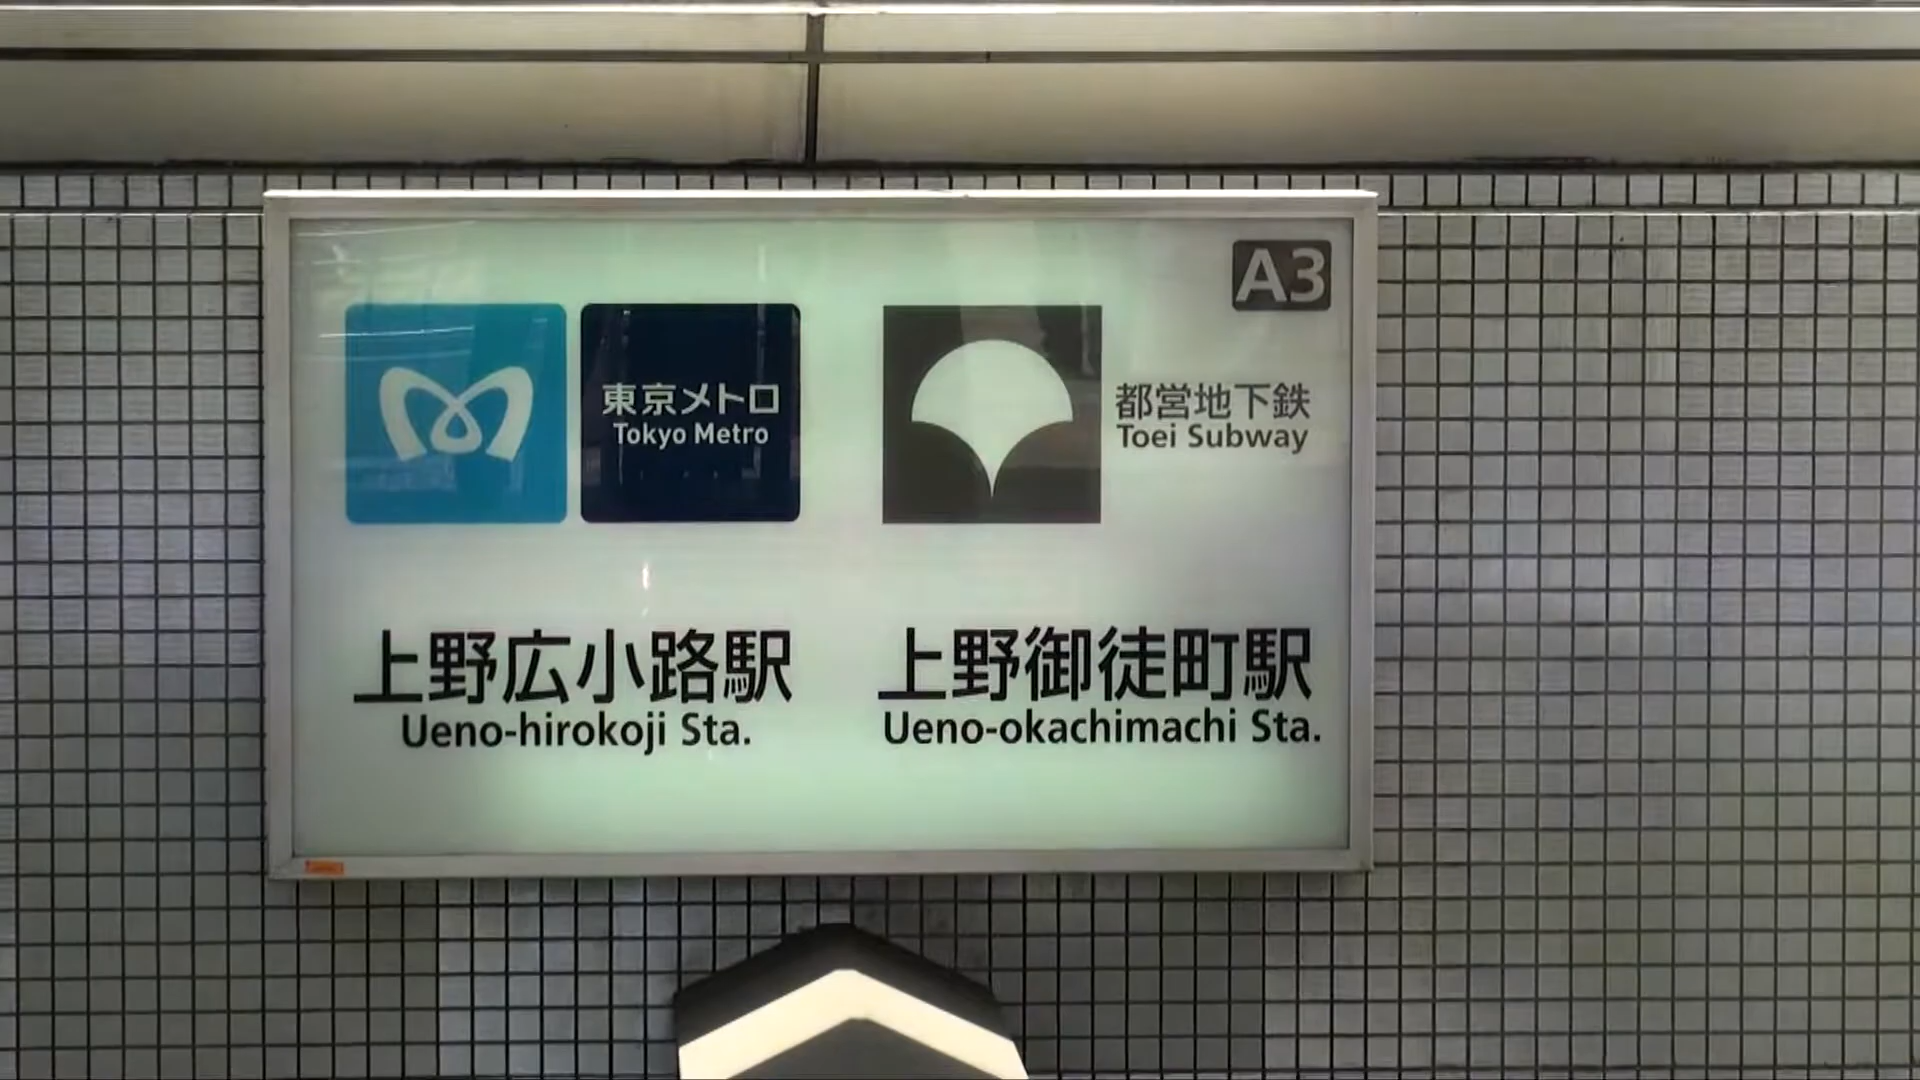 A3
東京メトロ
Tokyo Metro
都営地下鉄
Toei Subway
上野広小路駅
Ueno-hirokoji Sta.
上野御徒町駅
Ueno-okachimachi Sta.